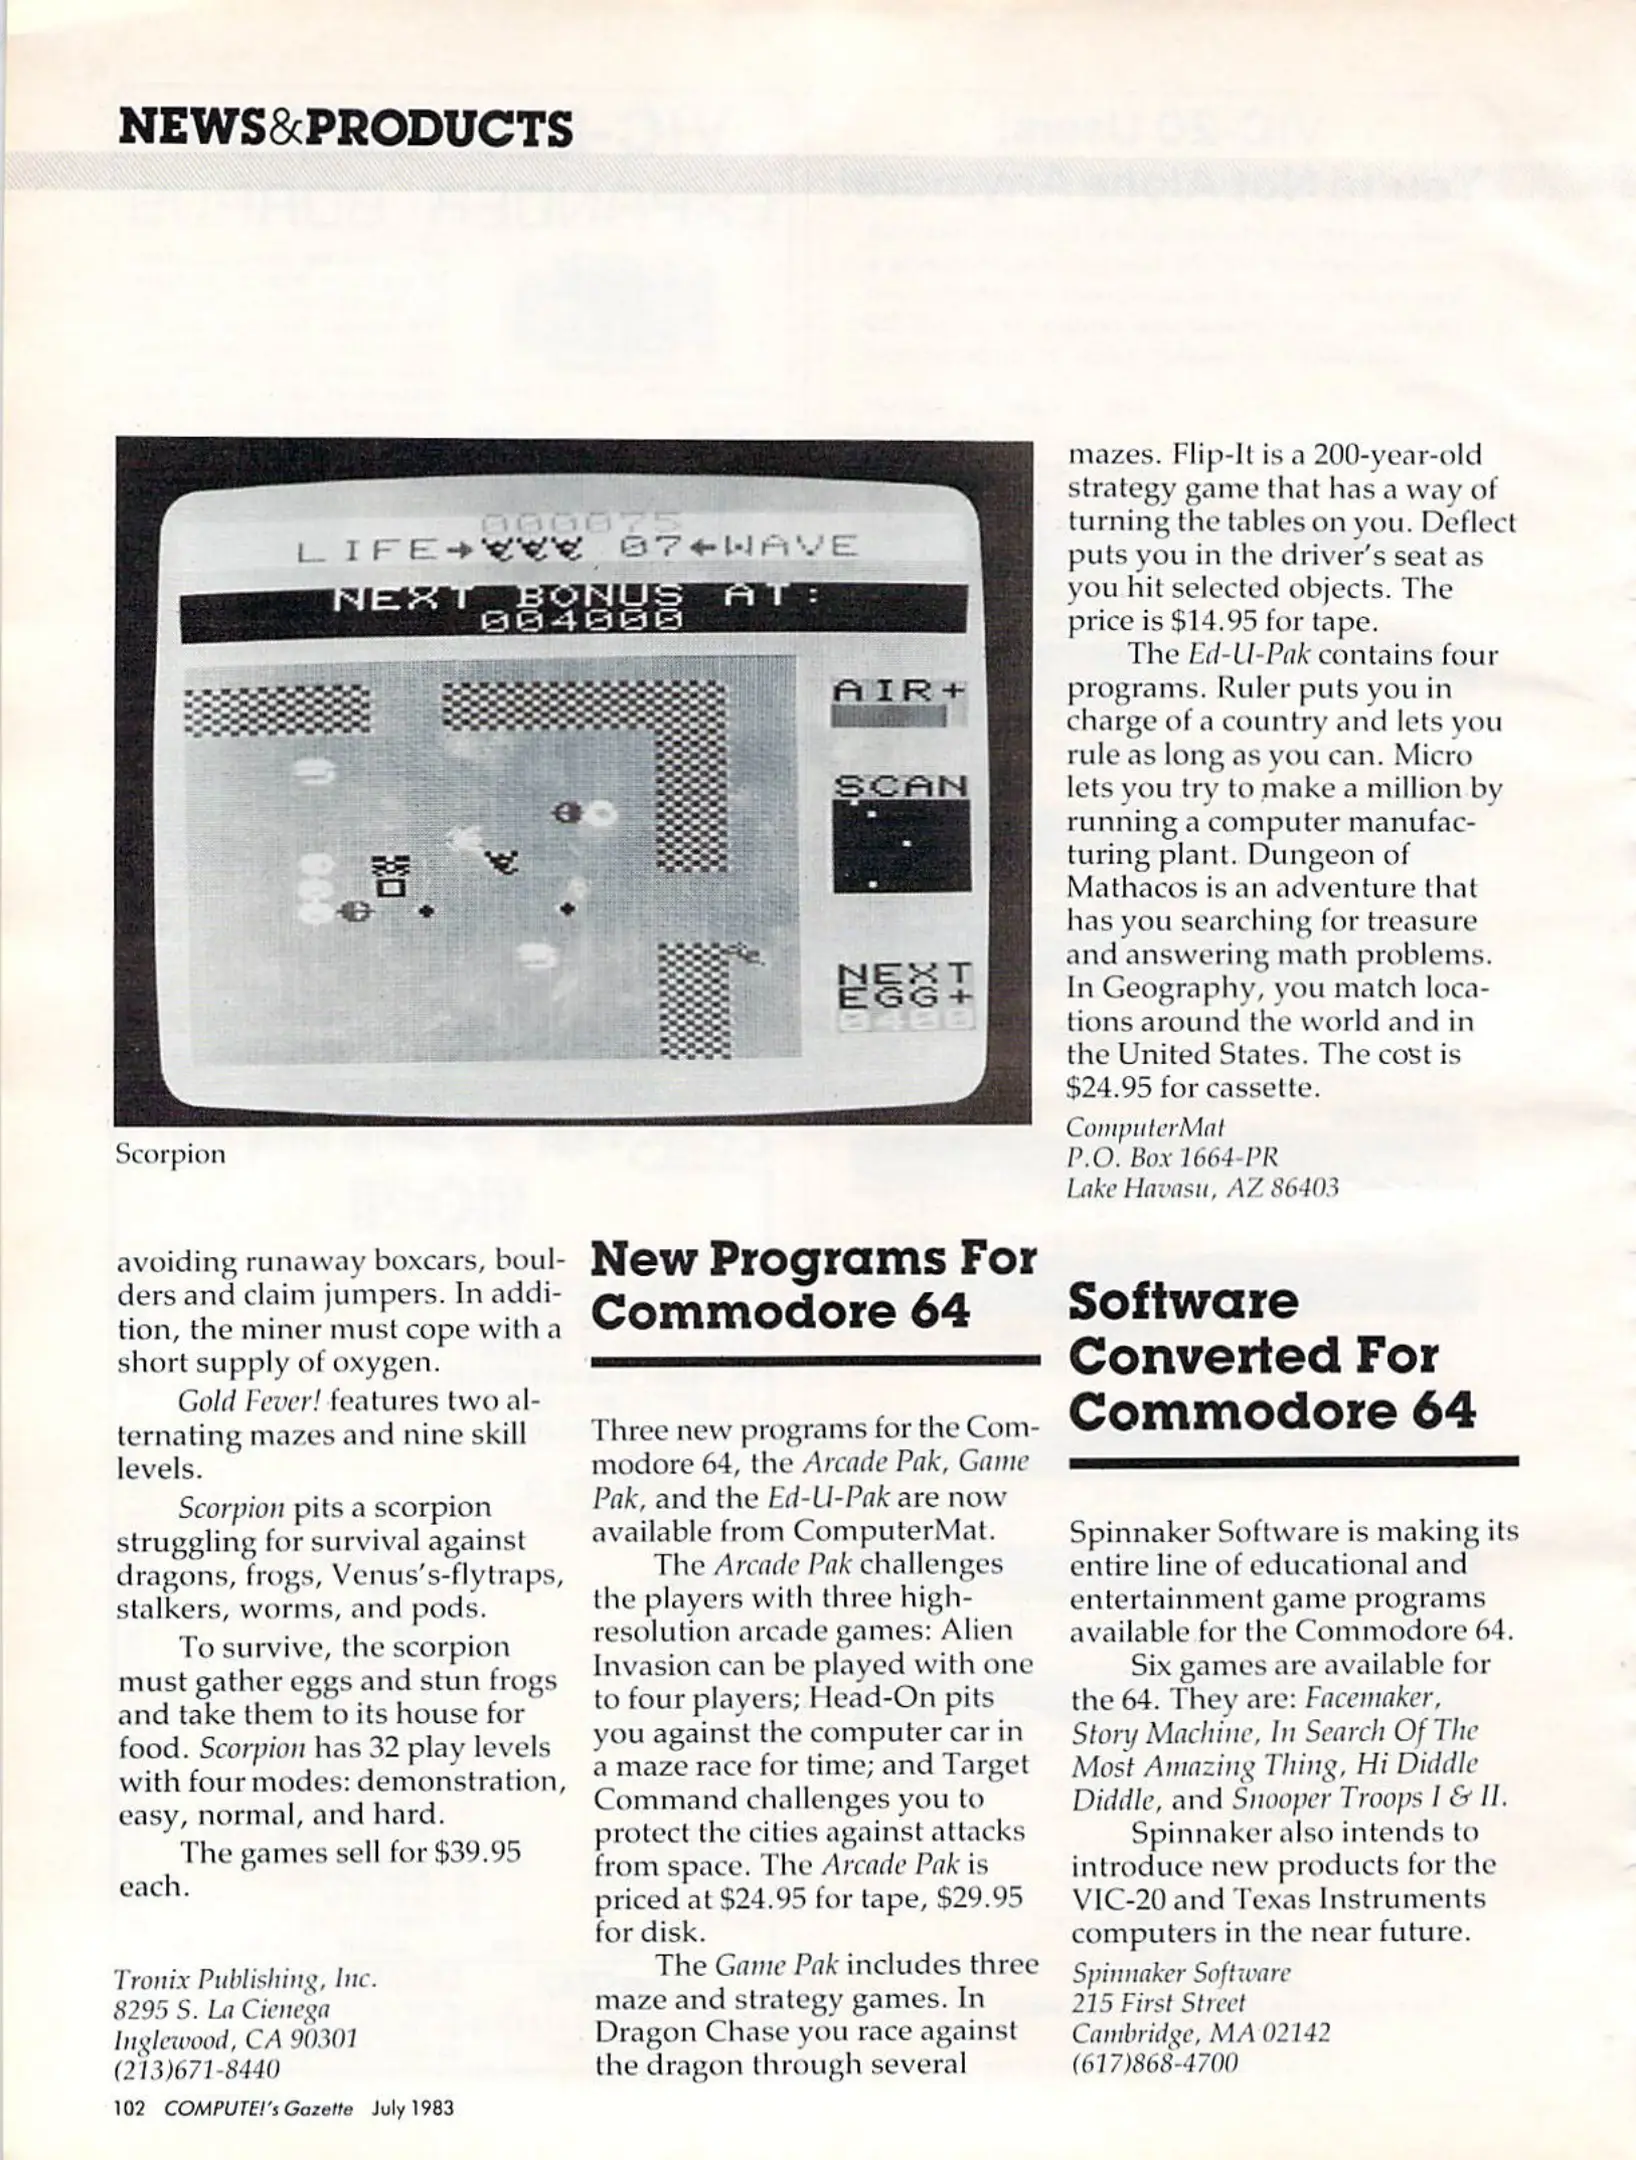 NEWS&PRODUCTS
000075
LIFE→ 07←WAVE
NEXT BONUS AT:
004000
AIR+
SCAN
NEXT
EGG+
0400
Scorpion
avoiding runaway boxcars, boul-
ders and claim jumpers. In addi-
tion, the miner must cope with a
short supply of oxygen.
Gold Fever! features two al-
ternating mazes and nine skill
levels.
Scorpion pits a scorpion
struggling for survival against
dragons, frogs, Venus's-flytraps,
stalkers, worms, and pods.
To survive, the scorpion
must gather eggs and stun frogs
and take them to its house for
food. Scorpion has 32 play levels
with four modes: demonstration,
easy, normal, and hard.
The games sell for $39.95
each.
Tronix Publishing, Inc.
8295 S. La Cienega
Inglewood, CA 90301
(213)671-8440
New Programs For
Commodore 64
Three new programs for the Com-
modore 64, the Arcade Pak, Game
Pak, and the Ed-U-Pak are now
available from ComputerMat.
The Arcade Pak challenges
the players with three high-
resolution arcade games: Alien
Invasion can be played with one
to four players; Head-On pits
you against the computer car in
a maze race for time; and Target
Command challenges you to
protect the cities against attacks
from space. The Arcade Pak is
priced at $24.95 for tape, $29.95
for disk.
The Game Pak includes three
maze and strategy games. In
Dragon Chase you race against
the dragon through several
mazes. Flip-It is a 200-year-old
strategy game that has a way of
turning the tables on you. Deflect
puts you in the driver's seat as
you hit selected objects. The
price is $14.95 for tape.
The Ed-U-Pak contains four
programs. Ruler puts you in
charge of a country and lets you
rule as long as you can. Micro
lets you try to make a million by
running a computer manufac-
turing plant. Dungeon of
Mathacos is an adventure that
has you searching for treasure
and answering math problems.
In Geography, you match loca-
tions around the world and in
the United States. The cost is
$24.95 for cassette.
ComputerMat
P.O. Box 1664-PR
Lake Havasu, AZ 86403
Software
Converted For
Commodore 64
Spinnaker Software is making its
entire line of educational and
entertainment game programs
available for the Commodore 64.
Six games are available for
the 64. They are: Facemaker,
Story Machine, In Search Of The
Most Amazing Thing, Hi Diddle
Diddle, and Snooper Troops I & II.
Spinnaker also intends to
introduce new products for the
VIC-20 and Texas Instruments
computers in the near future.
Spinnaker Software
215 First Street
Cambridge, MA 02142
(617)868-4700
102 COMPUTE!'s Gazette July 1983